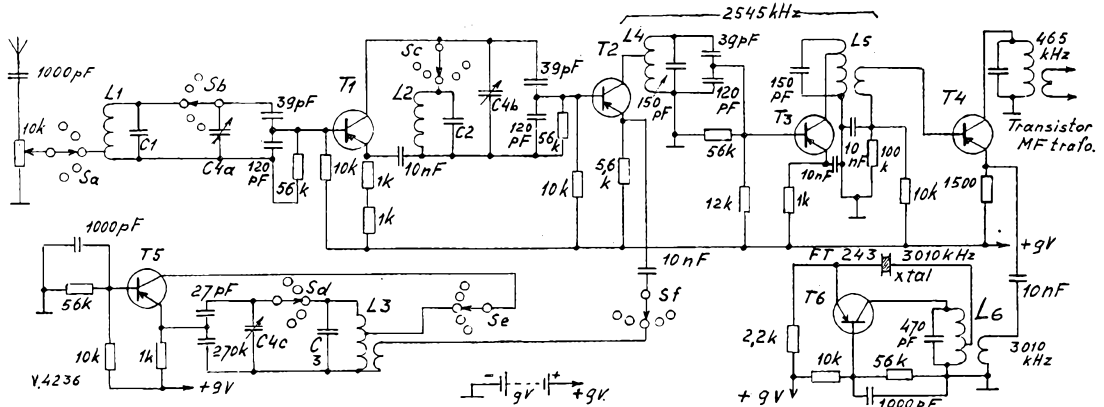 2545kHz
1000pF
10k
Sa
L1
C1
Sb
C4a
39pF
120 pF
56k
10k
T1
1k
1k
10nF
Sc
L2
C2
C4b
39pF
120 pF
56k
10k
T2
5,6 k
L4
150 pF
39pF
120 pF
56k
12k
150 pF
L5
T3
1k
10nF
10 nF
100 k
10k
T4
465 kHz
Transistor
MF trafo.
1500
+9V
10nF
1000pF
T5
56k
10k
1k
27pF
270k
C4c
Sd
C3
L3
Se
10nF
Sf
FT 243
3010kHz
xtal
T6
2,2k
10k
56k
1000pF
470 pF
L6
3010 kHz
+9V
V.4236
+9V
- 9V +
+9V.